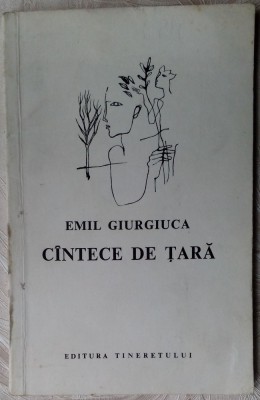 EMIL GIURGIUCA
CÎNTECE DE ȚARĂ
EDITURA TINERETULUI